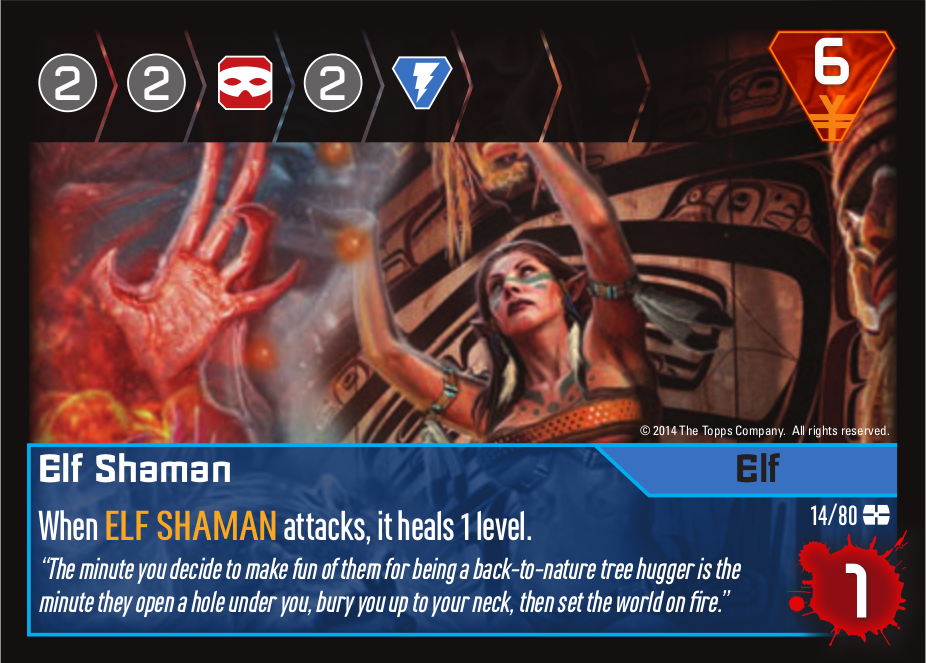 2 2 2 6
¥
© 2014 The Topps Company. All rights reserved.
Elf Shaman Elf
When ELF SHAMAN attacks, it heals 1 level.
14/80
“The minute you decide to make fun of them for being a back-to-nature tree hugger is the
minute they open a hole under you, bury you up to your neck, then set the world on fire.”
1